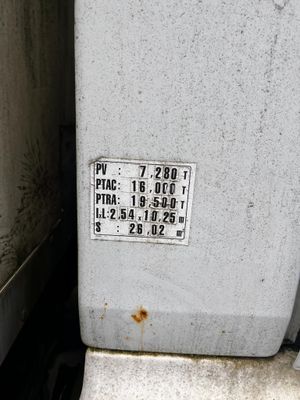 PV : 7,280 T
PTAC: 16,000 T
PTRA: 19,500 T
l.L:2,54 x 10,25 m
S : 26,02 m²